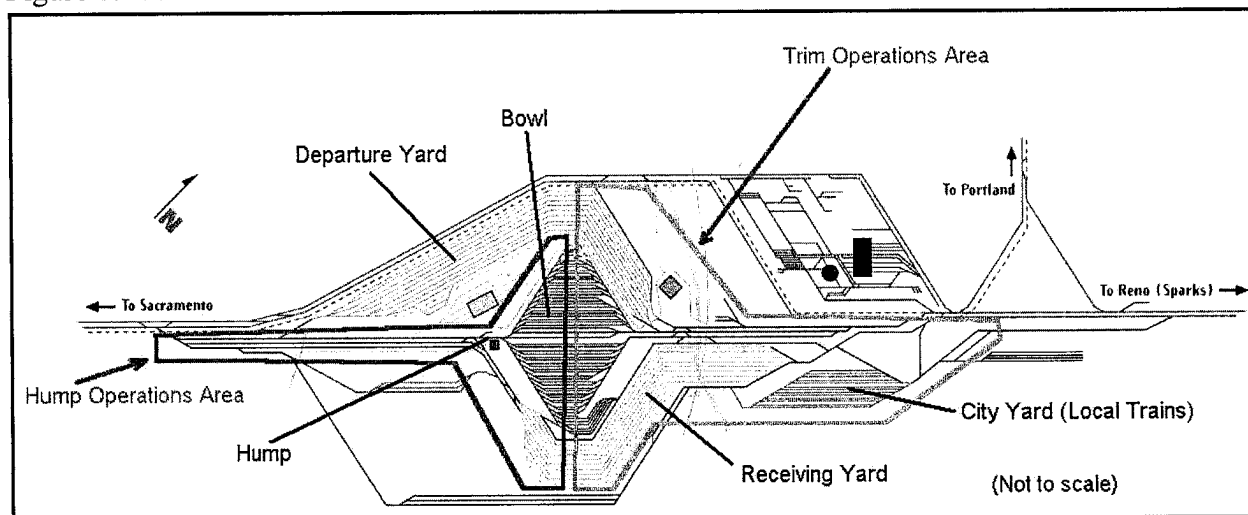 Trim Operations Area
Bowl
Departure Yard
To Portland
N
To Sacramento
To Reno (Sparks)
Hump Operations Area
City Yard (Local Trains)
Hump
Receiving Yard
(Not to scale)